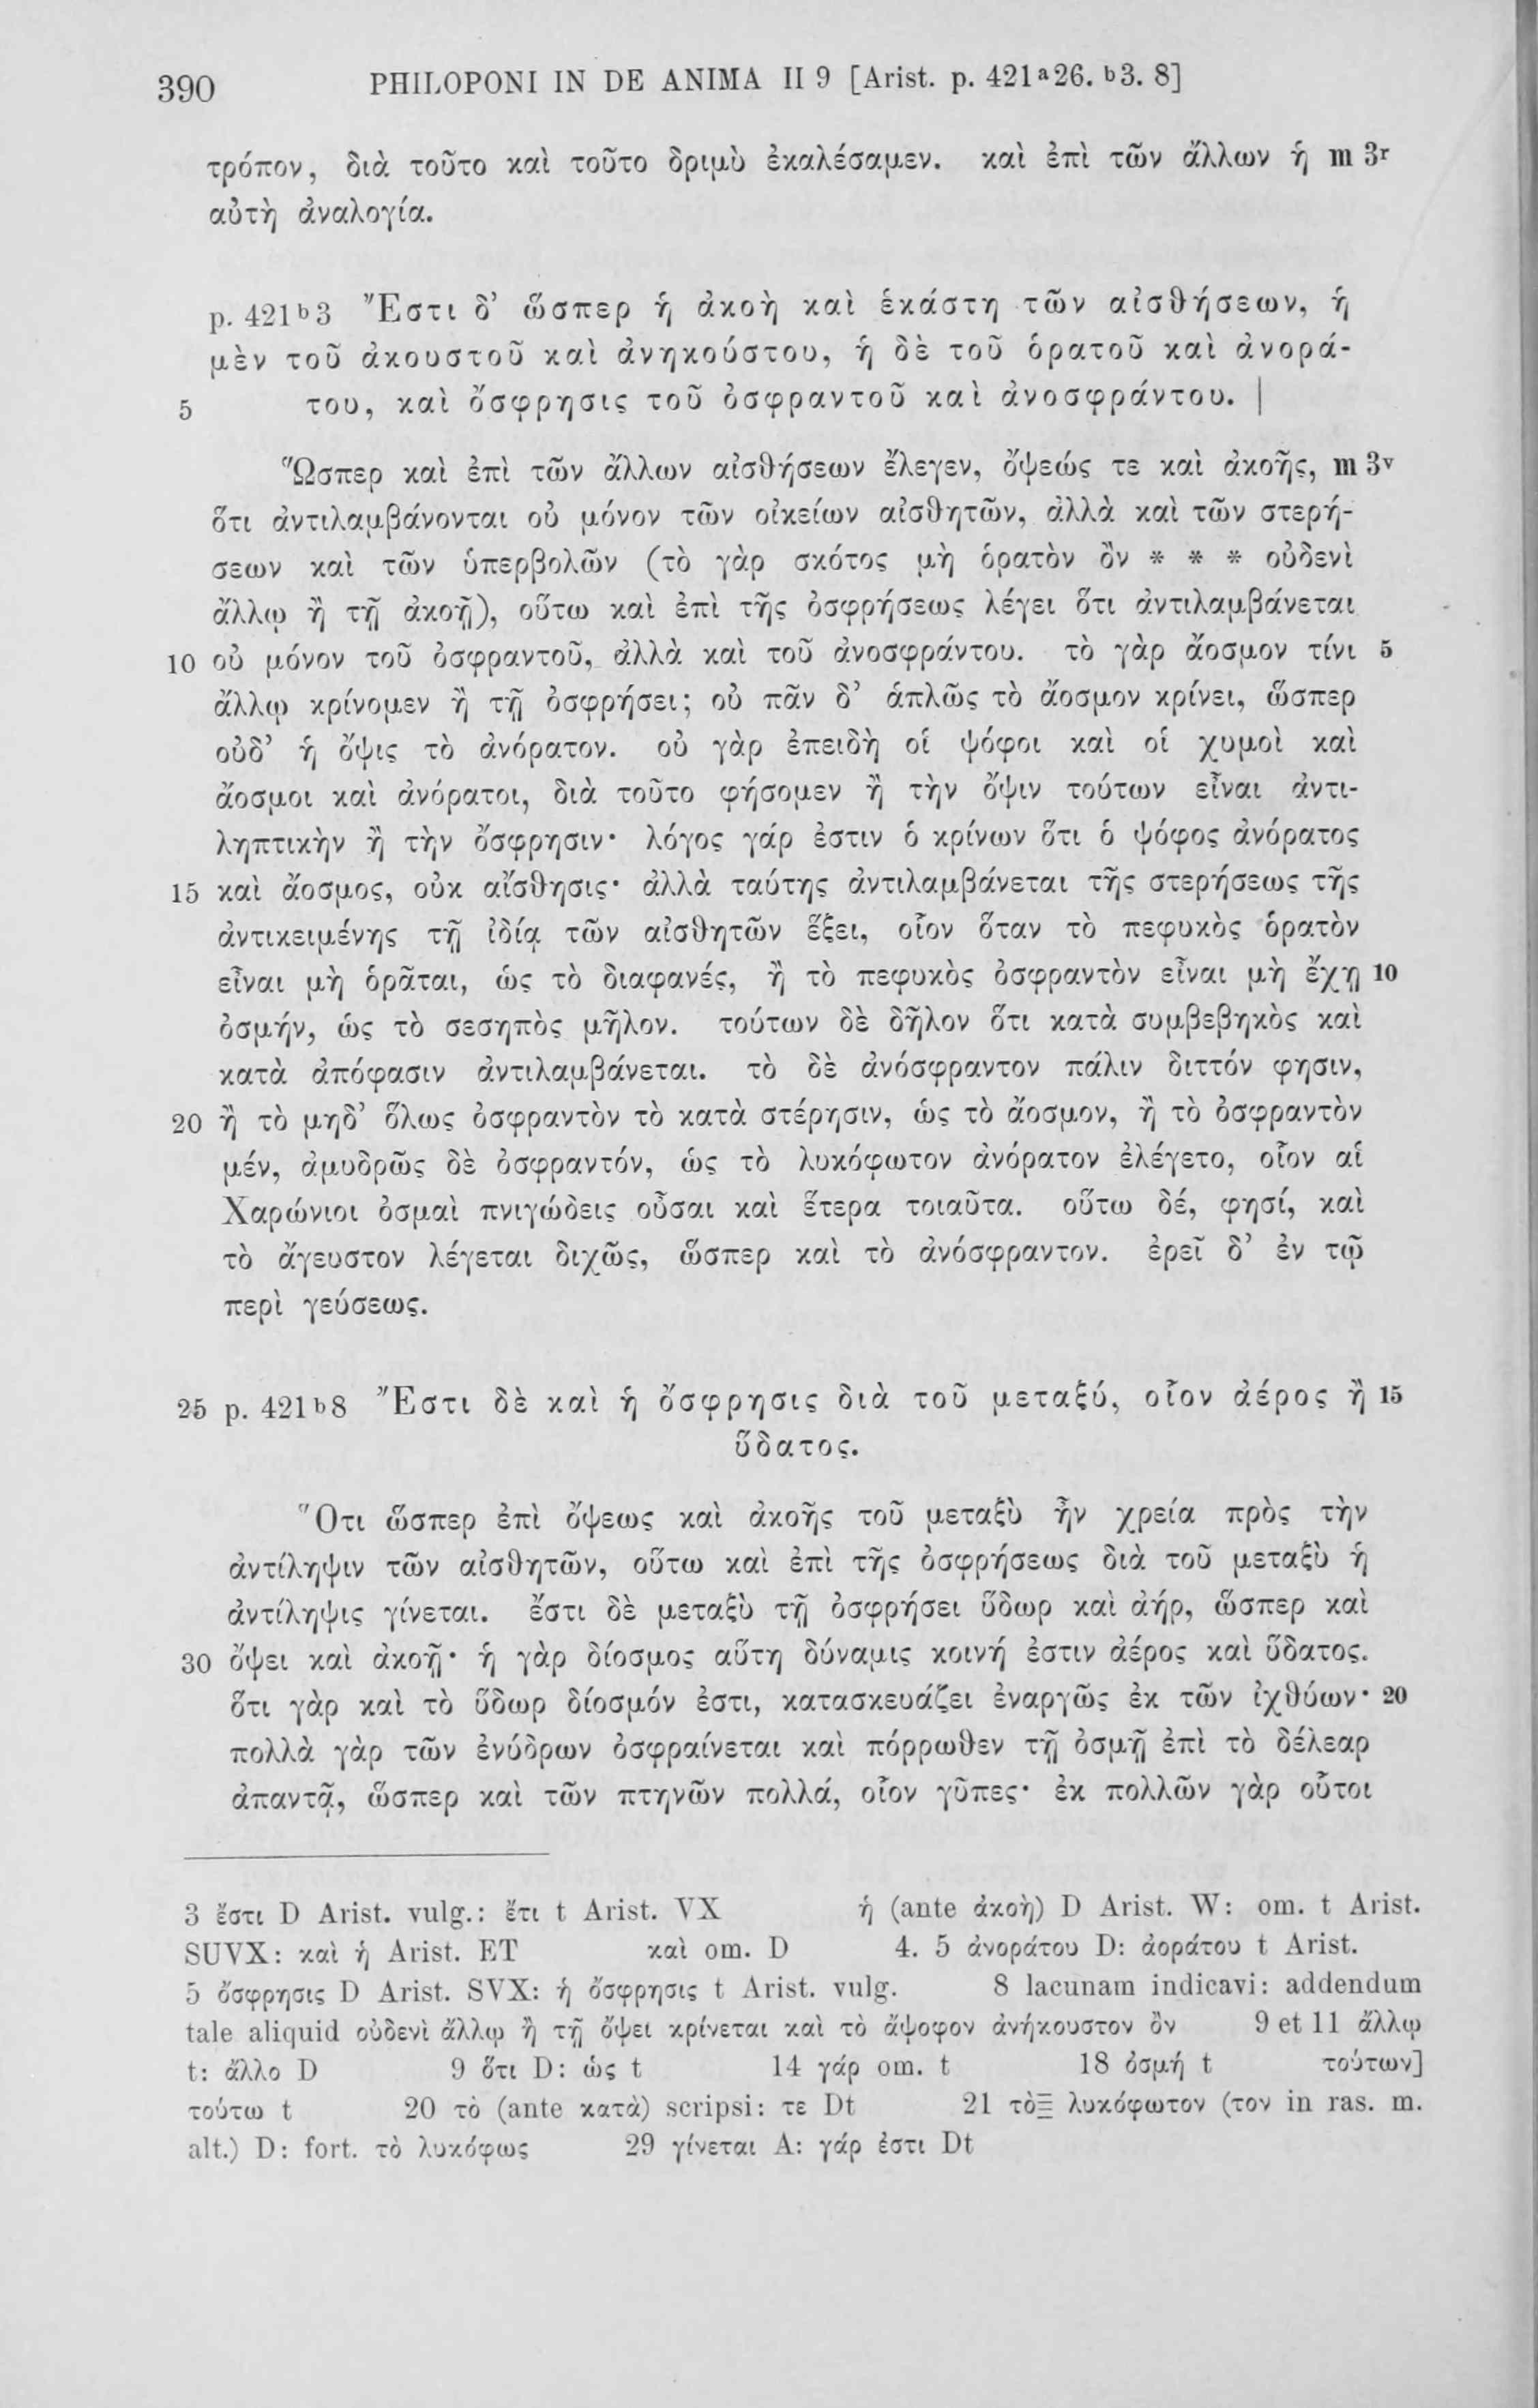 390 PHILOPONI IN DE ANIMA II 9 [Arist. p. 421ᵃ26. ᵇ3. 8]
τρόπον, διὰ τοῦτο καὶ τοῦτο δριμὺ ἐκαλέσαμεν. καὶ ἐπὶ τῶν ἄλλων ἡ m 3ʳ
αὐτὴ ἀναλογία.
p. 421ᵇ3 Ἔστι δ’ ὥσπερ ἡ ἀκοὴ καὶ ἑκάστη τῶν αἰσθήσεων, ἡ
μὲν τοῦ ἀκουστοῦ καὶ ἀνηκούστου, ἡ δὲ τοῦ ὁρατοῦ καὶ ἀνορά-
5 του, καὶ ὄσφρησις τοῦ ὀσφραντοῦ καὶ ἀνοσφράντου. |
Ὥσπερ καὶ ἐπὶ τῶν ἄλλων αἰσθήσεων ἔλεγεν, ὄψεώς τε καὶ ἀκοῆς, m 3ᵛ
ὅτι ἀντιλαμβάνονται οὐ μόνον τῶν οἰκείων αἰσθητῶν, ἀλλὰ καὶ τῶν στερή-
σεων καὶ τῶν ὑπερβολῶν (τὸ γὰρ σκότος μὴ ὁρατὸν ὂν * * * οὐδενὶ
ἄλλῳ ἢ τῇ ἀκοῇ), οὕτω καὶ ἐπὶ τῆς ὀσφρήσεως λέγει ὅτι ἀντιλαμβάνεται
10 οὐ μόνον τοῦ ὀσφραντοῦ, ἀλλὰ καὶ τοῦ ἀνοσφράντου. τὸ γὰρ ἄοσμον τίνι 5
ἄλλῳ κρίνομεν ἢ τῇ ὀσφρήσει; οὐ πᾶν δ’ ἁπλῶς τὸ ἄοσμον κρίνει, ὥσπερ
οὐδ’ ἡ ὄψις τὸ ἀνόρατον. οὐ γὰρ ἐπειδὴ οἱ ψόφοι καὶ οἱ χυμοὶ καὶ
ἄοσμοι καὶ ἀνόρατοι, διὰ τοῦτο φήσομεν ἢ τὴν ὄψιν τούτων εἶναι ἀντι-
ληπτικὴν ἢ τὴν ὄσφρησιν· λόγος γάρ ἐστιν ὁ κρίνων ὅτι ὁ ψόφος ἀνόρατος
15 καὶ ἄοσμος, οὐκ αἴσθησις· ἀλλὰ ταύτης ἀντιλαμβάνεται τῆς στερήσεως τῆς
ἀντικειμένης τῇ ἰδίᾳ τῶν αἰσθητῶν ἕξει, οἷον ὅταν τὸ πεφυκὸς ὁρατὸν
εἶναι μὴ ὁρᾶται, ὡς τὸ διαφανές, ἢ τὸ πεφυκὸς ὀσφραντὸν εἶναι μὴ ἔχῃ 10
ὀσμήν, ὡς τὸ σεσηπὸς μῆλον. τούτων δὲ δῆλον ὅτι κατὰ συμβεβηκὸς καὶ
κατὰ ἀπόφασιν ἀντιλαμβάνεται. τὸ δὲ ἀνόσφραντον πάλιν διττόν φησιν,
20 ἢ τὸ μηδ’ ὅλως ὀσφραντὸν τὸ κατὰ στέρησιν, ὡς τὸ ἄοσμον, ἢ τὸ ὀσφραντὸν
μέν, ἀμυδρῶς δὲ ὀσφραντόν, ὡς τὸ λυκόφωτον ἀνόρατον ἐλέγετο, οἷον αἱ
Χαρώνιοι ὀσμαὶ πνιγώδεις οὖσαι καὶ ἕτερα τοιαῦτα. οὕτω δέ, φησί, καὶ
τὸ ἄγευστον λέγεται διχῶς, ὥσπερ καὶ τὸ ἀνόσφραντον. ἐρεῖ δ’ ἐν τῷ
περὶ γεύσεως.
25 p. 421ᵇ8 Ἔστι δὲ καὶ ἡ ὄσφρησις διὰ τοῦ μεταξύ, οἷον ἀέρος ἢ 15
ὕδατος.
Ὅτι ὥσπερ ἐπὶ ὄψεως καὶ ἀκοῆς τοῦ μεταξὺ ἦν χρεία πρὸς τὴν
ἀντίληψιν τῶν αἰσθητῶν, οὕτω καὶ ἐπὶ τῆς ὀσφρήσεως διὰ τοῦ μεταξὺ ἡ
ἀντίληψις γίνεται. ἔστι δὲ μεταξὺ τῇ ὀσφρήσει ὕδωρ καὶ ἀήρ, ὥσπερ καὶ
30 ὄψει καὶ ἀκοῇ· ἡ γὰρ δίοσμος αὕτη δύναμις κοινή ἐστιν ἀέρος καὶ ὕδατος.
ὅτι γὰρ καὶ τὸ ὕδωρ δίοσμόν ἐστι, κατασκευάζει ἐναργῶς ἐκ τῶν ἰχθύων· 20
πολλὰ γὰρ τῶν ἐνύδρων ὀσφραίνεται καὶ πόρρωθεν τῇ ὀσμῇ ἐπὶ τὸ δέλεαρ
ἀπαντᾷ, ὥσπερ καὶ τῶν πτηνῶν πολλά, οἷον γῦπες· ἐκ πολλῶν γὰρ οὗτοι
3 ἔστι D Arist. vulg.: ἔτι t Arist. VX ἡ (ante ἀκοὴ) D Arist. W: om. t Arist.
SUVX: καὶ ἡ Arist. ET καὶ om. D 4. 5 ἀνοράτου D: ἀοράτου t Arist.
5 ὄσφρησις D Arist. SVX: ἡ ὄσφρησις t Arist. vulg. 8 lacunam indicavi: addendum
tale aliquid οὐδενὶ ἄλλῳ ἢ τῇ ὄψει κρίνεται καὶ τὸ ἄψοφον ἀνήκουστον ὂν 9 et 11 ἄλλῳ
t: ἄλλο D 9 ὅτι D: ὡς t 14 γάρ om. t 18 ὀσμή t τούτων]
τούτω t 20 τὸ (ante κατὰ) scripsi: τε Dt 21 τὸ λυκόφωτον (τον in ras. m.
alt.) D: fort. τὸ λυκόφως 29 γίνεται A: γάρ ἐστι Dt